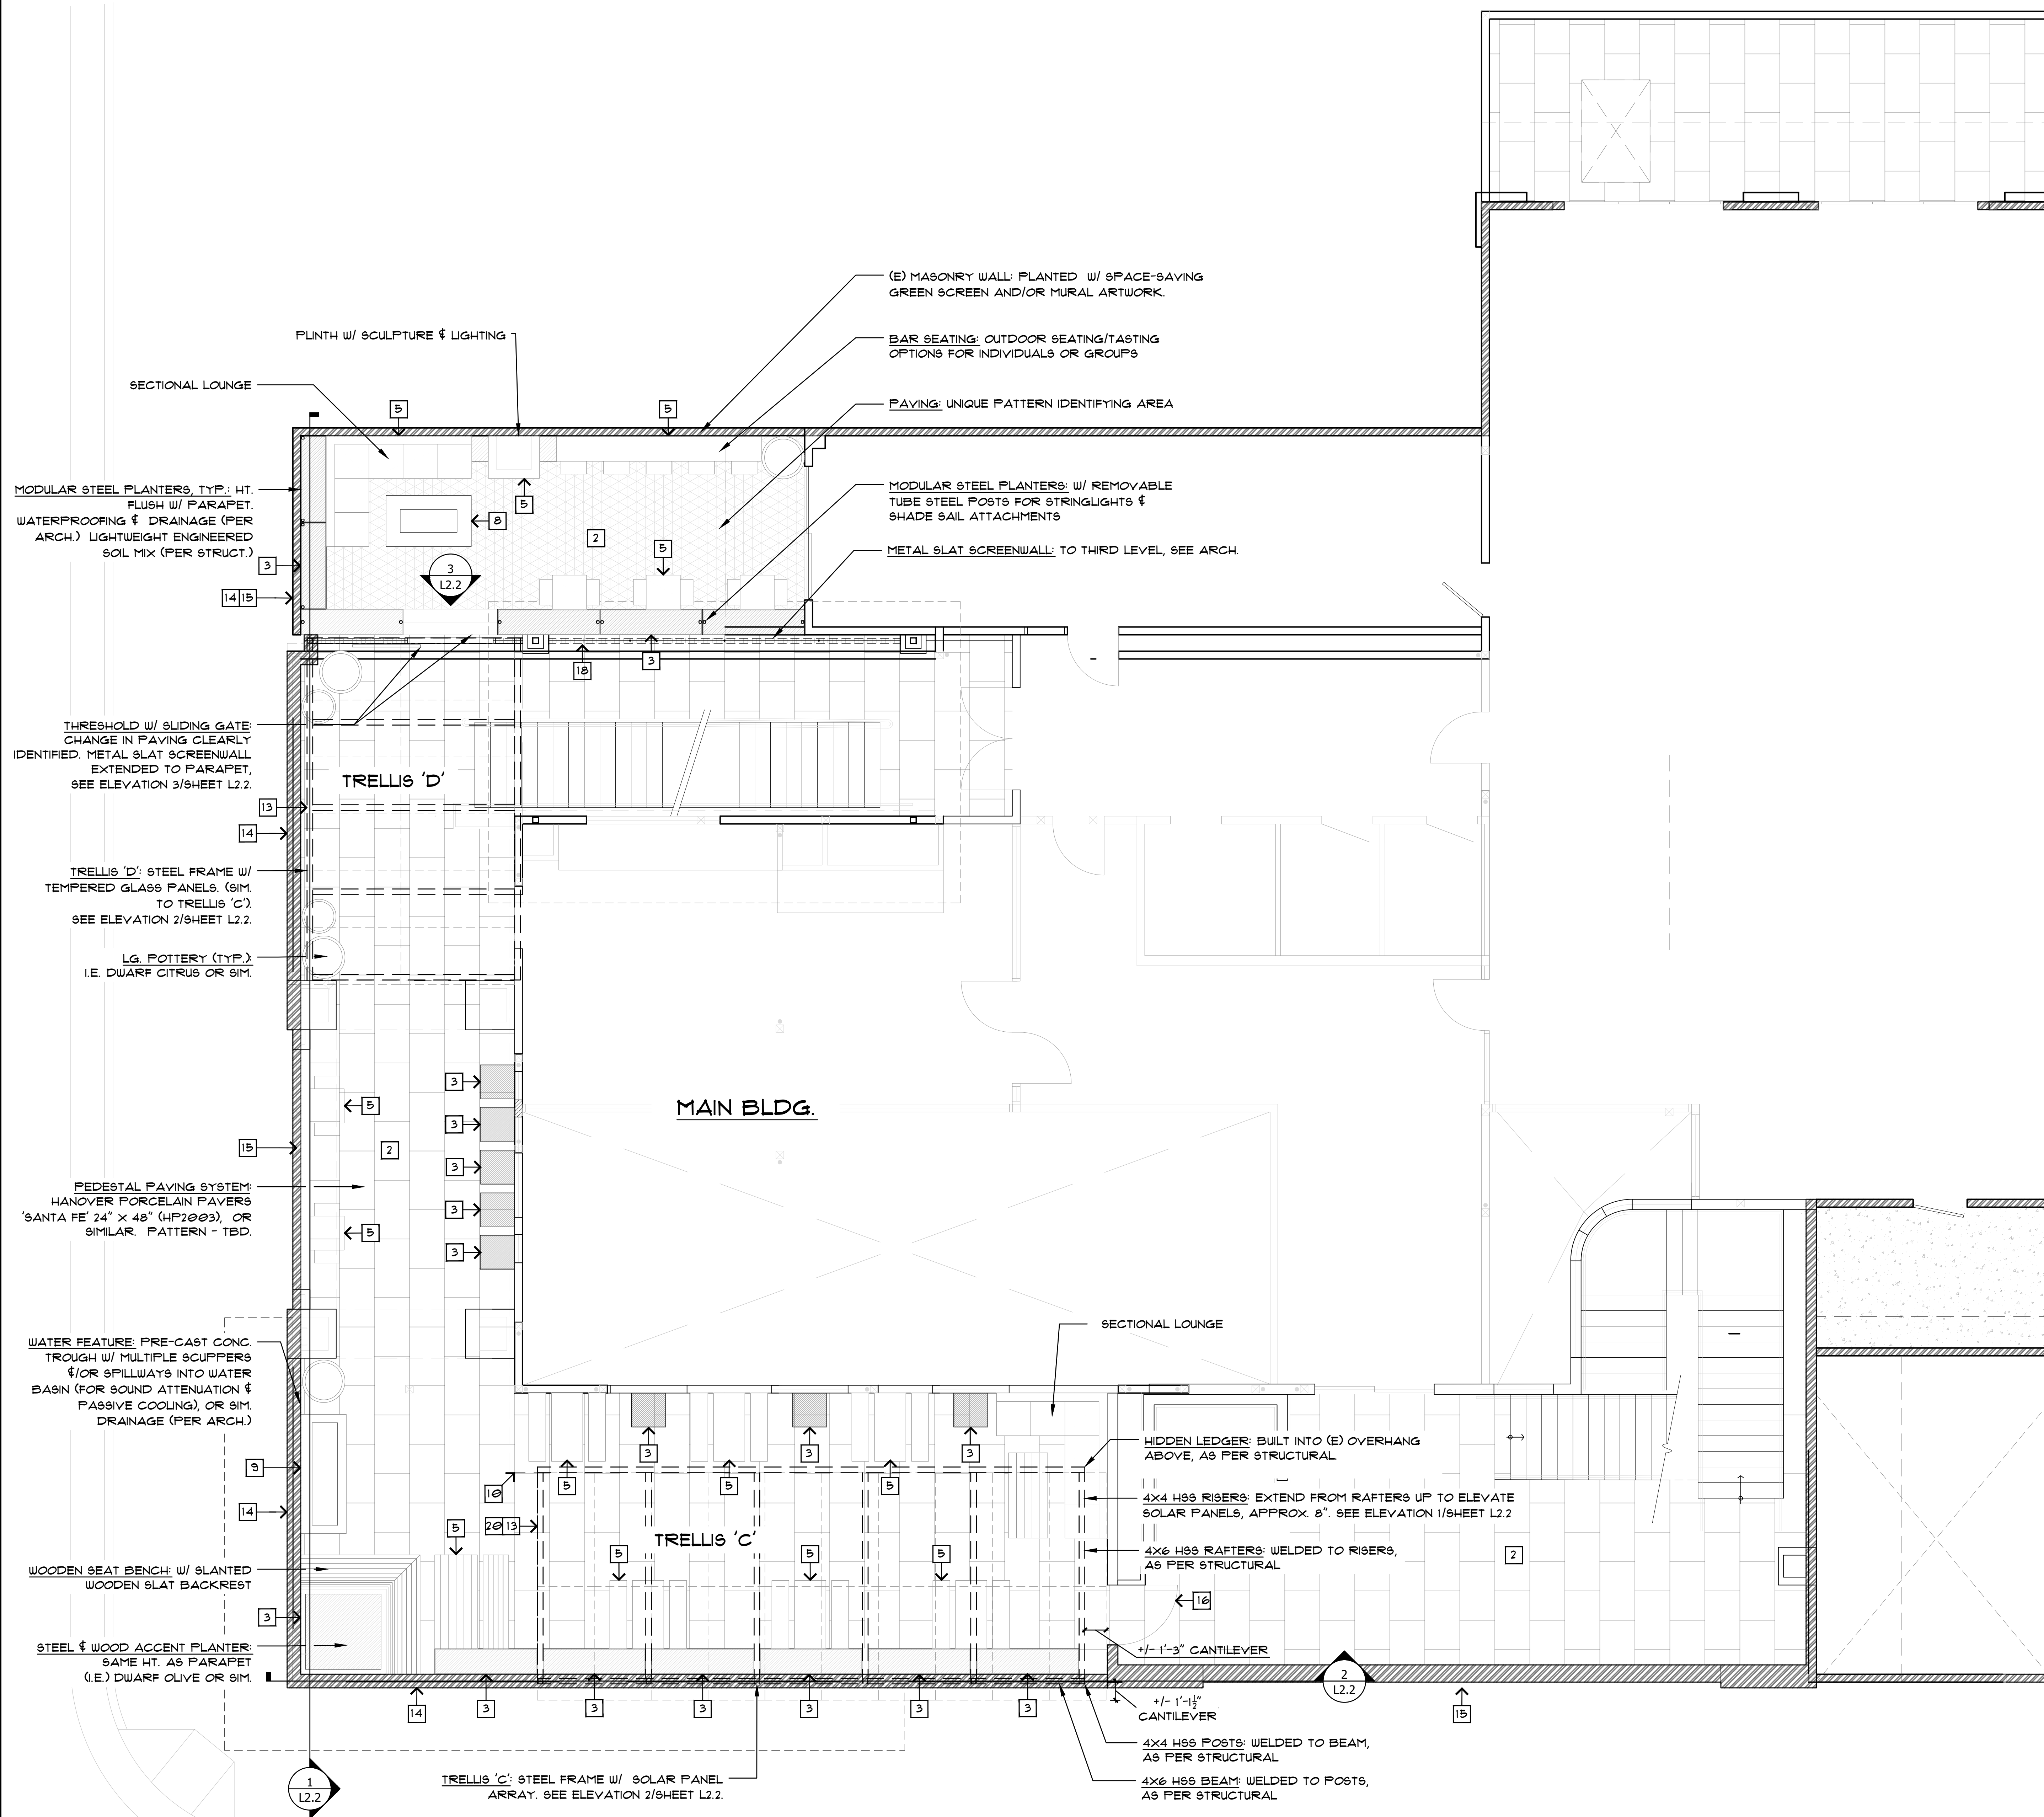 (E) MASONRY WALL: PLANTED W/ SPACE-SAVING
GREEN SCREEN AND/OR MURAL ARTWORK.
PLINTH W/ SCULPTURE & LIGHTING
BAR SEATING: OUTDOOR SEATING/TASTING
OPTIONS FOR INDIVIDUALS OR GROUPS
SECTIONAL LOUNGE
PAVING: UNIQUE PATTERN IDENTIFYING AREA
5
5
MODULAR STEEL PLANTERS, TYP.: HT.
FLUSH W/ PARAPET.
WATERPROOFING & DRAINAGE (PER
ARCH.) LIGHTWEIGHT ENGINEERED
SOIL MIX (PER STRUCT.)
5
8
2
5
MODULAR STEEL PLANTERS: W/ REMOVABLE
TUBE STEEL POSTS FOR STRINGLIGHTS &
SHADE SAIL ATTACHMENTS
METAL SLAT SCREENWALL: TO THIRD LEVEL, SEE ARCH.
3
3
L2.2
14 15
18
3
THRESHOLD W/ SLIDING GATE:
CHANGE IN PAVING CLEARLY
IDENTIFIED. METAL SLAT SCREENWALL
EXTENDED TO PARAPET,
SEE ELEVATION 3/SHEET L2.2.
TRELLIS 'D'
13
14
TRELLIS 'D': STEEL FRAME W/
TEMPERED GLASS PANELS. (SIM.
TO TRELLIS 'C').
SEE ELEVATION 2/SHEET L2.2.
LG. POTTERY (TYP.):
I.E. DWARF CITRUS OR SIM.
3
5
MAIN BLDG.
3
15
2
3
PEDESTAL PAVING SYSTEM:
HANOVER PORCELAIN PAVERS
'SANTA FE' 24" X 48" (HP2003), OR
SIMILAR. PATTERN - TBD.
3
5
3
WATER FEATURE: PRE-CAST CONC.
TROUGH W/ MULTIPLE SCUPPERS
&/OR SPILLWAYS INTO WATER
BASIN (FOR SOUND ATTENUATION &
PASSIVE COOLING), OR SIM.
DRAINAGE (PER ARCH.)
SECTIONAL LOUNGE
3
3
3
HIDDEN LEDGER: BUILT INTO (E) OVERHANG
ABOVE, AS PER STRUCTURAL.
9
10
5
5
5
14
20 13
5
TRELLIS 'C'
4X4 HSS RISERS: EXTEND FROM RAFTERS UP TO ELEVATE
SOLAR PANELS, APPROX. 8". SEE ELEVATION 1/SHEET L2.2
5
5
5
4X6 HSS RAFTERS: WELDED TO RISERS,
AS PER STRUCTURAL
2
WOODEN SEAT BENCH: W/ SLANTED
WOODEN SLAT BACKREST
16
3
STEEL & WOOD ACCENT PLANTER:
SAME HT. AS PARAPET
(I.E.) DWARF OLIVE OR SIM.
+/- 1'-3" CANTILEVER
2
L2.2
14
3
3
3
3
3
3
+/- 1'-1½"
CANTILEVER
15
4X4 HSS POSTS: WELDED TO BEAM,
AS PER STRUCTURAL
1
L2.2
TRELLIS 'C': STEEL FRAME W/ SOLAR PANEL
ARRAY. SEE ELEVATION 2/SHEET L2.2.
4X6 HSS BEAM: WELDED TO POSTS,
AS PER STRUCTURAL